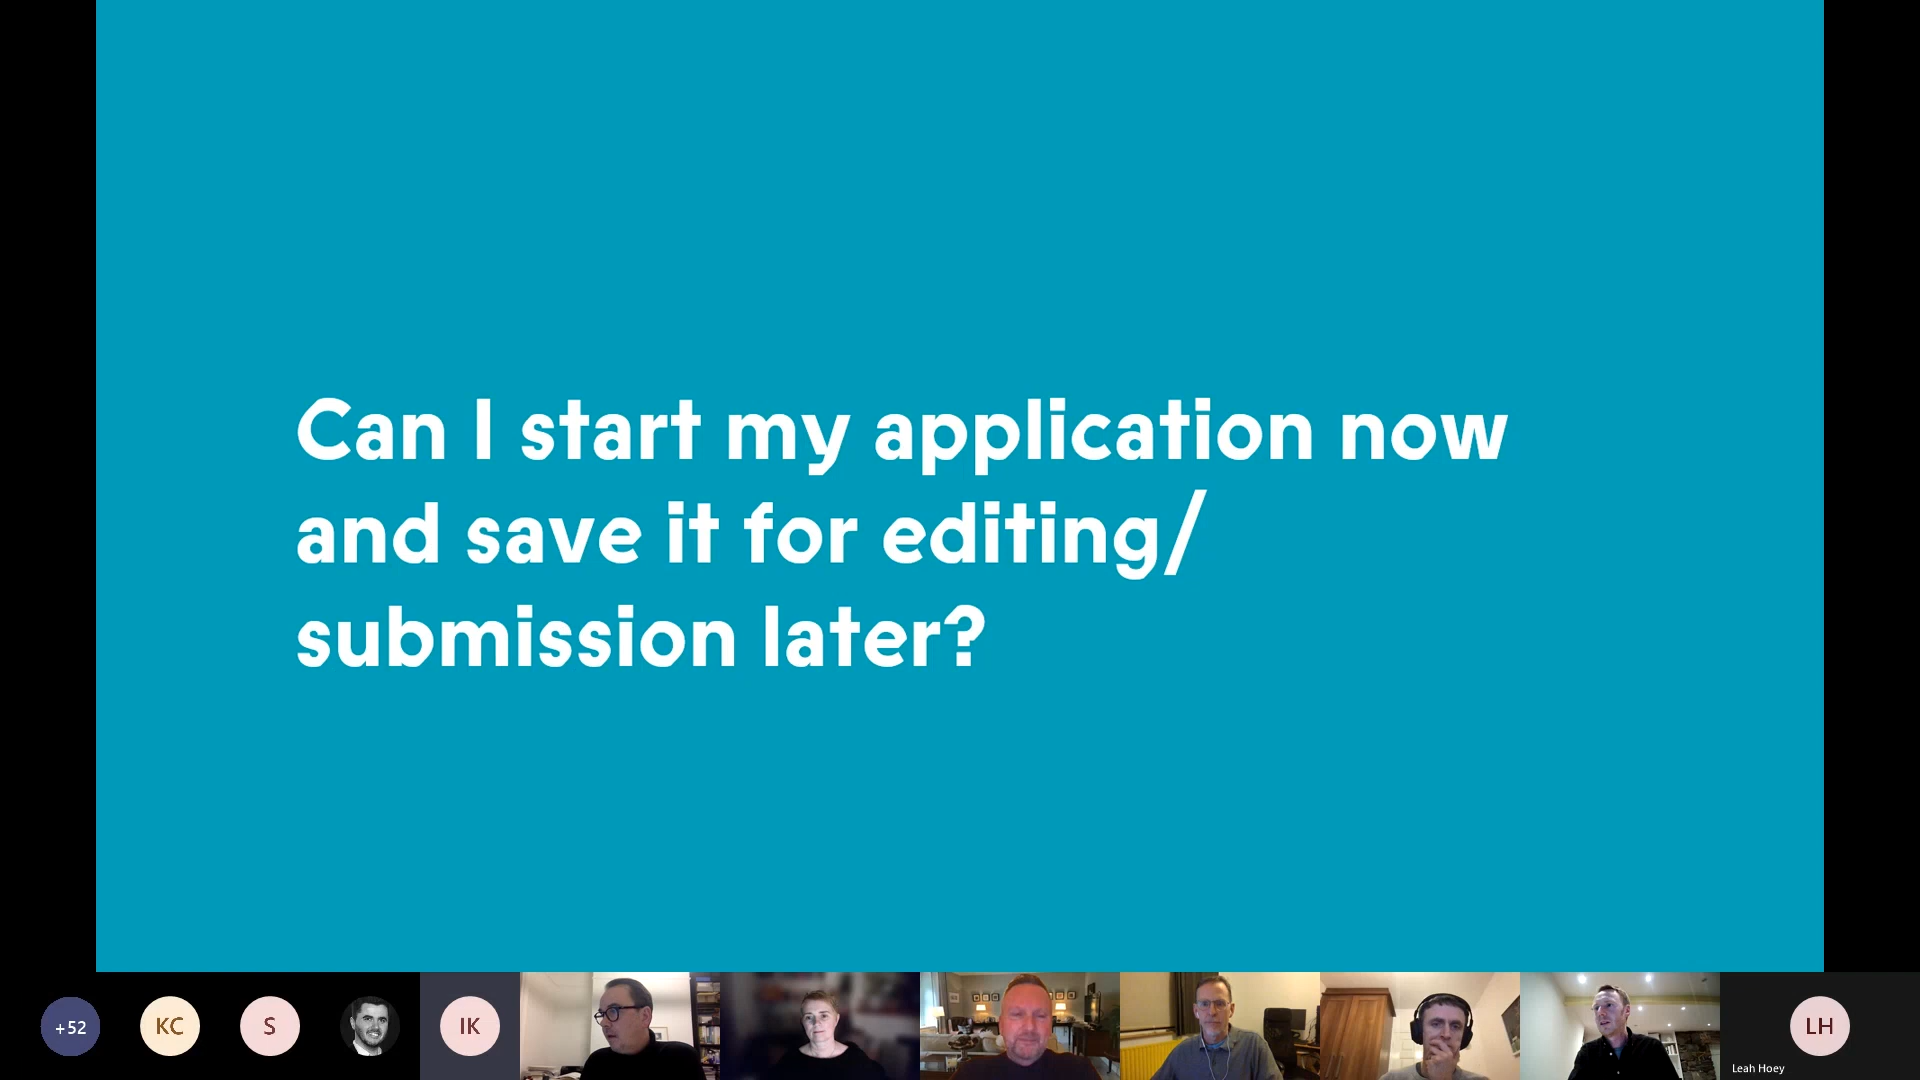 Can I start my application now
and save it for editing/
submission later?
+52
KC
S
IK
LH
Leah Hoey